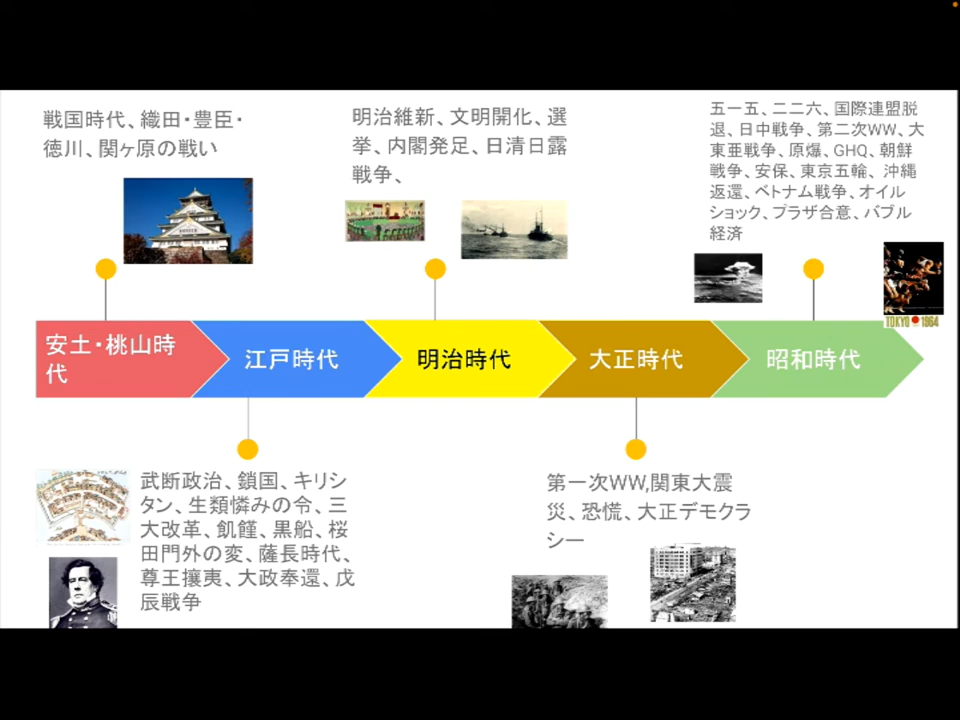 戦国時代、織田・豊臣・
徳川、関ヶ原の戦い
明治維新、文明開化、選
挙、内閣発足、日清日露
戦争、
五一五、二二六、国際連盟脱
退、日中戦争、第二次WW、大
東亜戦争、原爆、GHQ、朝鮮
戦争、安保、東京五輪、沖縄
返還、ベトナム戦争、オイル
ショック、プラザ合意、バブル
経済
TOKYO 1964
安土・桃山時
代
江戸時代
明治時代
大正時代
昭和時代
武断政治、鎖国、キリシ
タン、生類憐みの令、三
大改革、飢饉、黒船、桜
田門外の変、薩長時代、
尊王攘夷、大政奉還、戊
辰戦争
第一次WW,関東大震
災、恐慌、大正デモクラ
シー